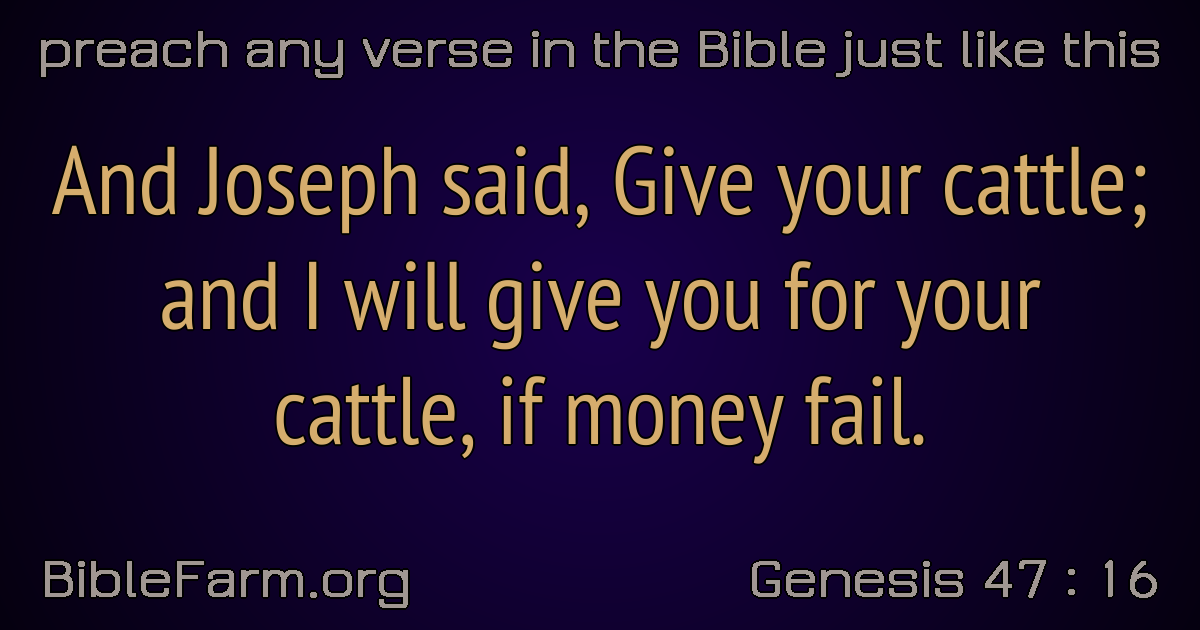 preach any verse in the Bible just like this
And Joseph said, Give your cattle;
and I will give you for your
cattle, if money fail.
BibleFarm.org
Genesis 47 : 16